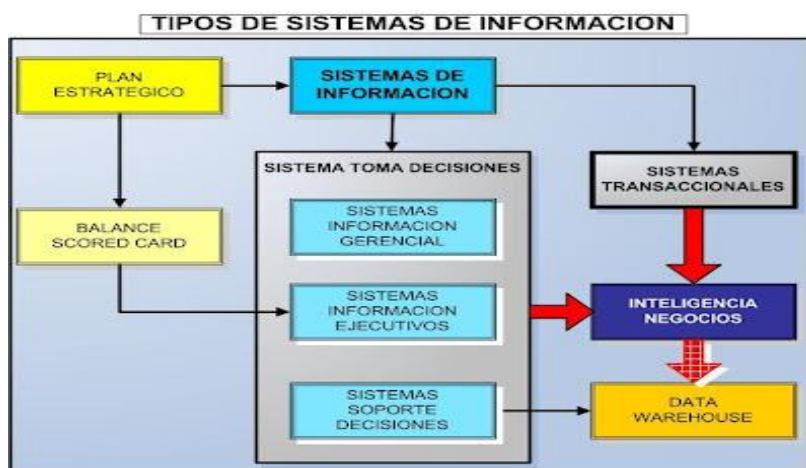 TIPOS DE SISTEMAS DE INFORMACION
PLAN
ESTRATEGICO
SISTEMAS DE
INFORMACION
SISTEMA TOMA DECISIONES
SISTEMAS
TRANSACCIONALES
SISTEMAS
INFORMACION
GERENCIAL
BALANCE
SCORED CARD
SISTEMAS
INFORMACION
EJECUTIVOS
INTELIGENCIA
NEGOCIOS
SISTEMAS
SOPORTE
DECISIONES
DATA
WAREHOUSE